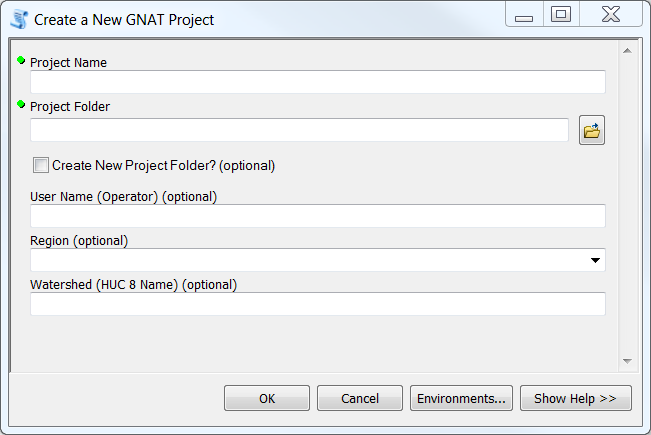 Create a New GNAT Project
Project Name
Project Folder
Create New Project Folder? (optional)
User Name (Operator) (optional)
Region (optional)
Watershed (HUC 8 Name) (optional)
OK Cancel Environments... Show Help >>